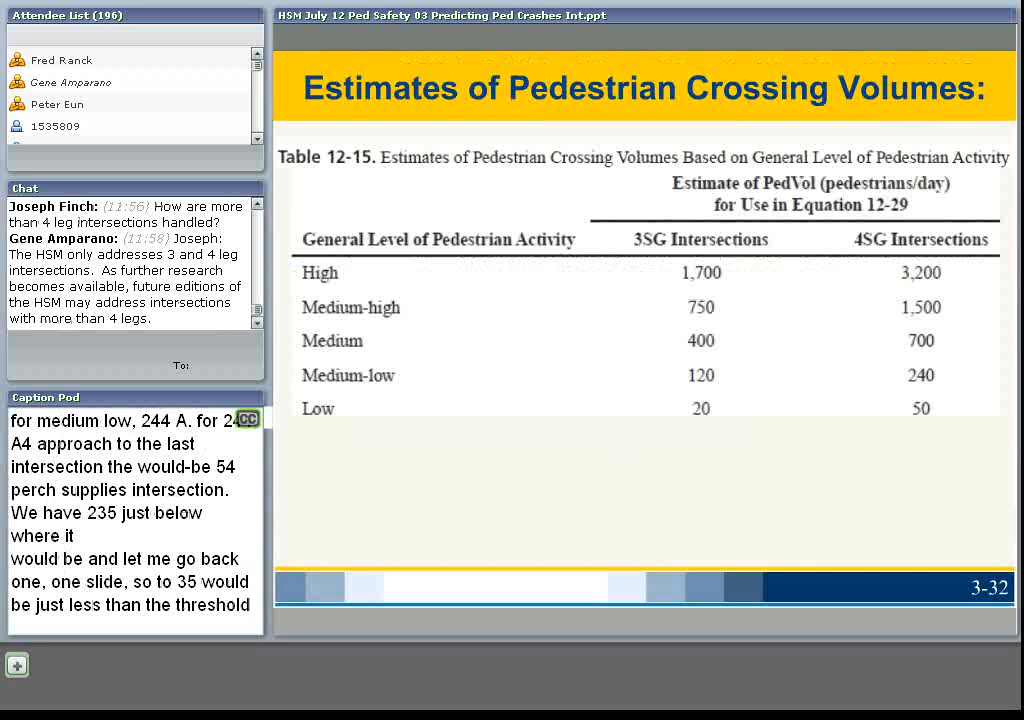 Attendee List (196)
Fred Ranck
Gene Amparano
Peter Eun
1535809
Chat
Joseph Finch: (11:56) How are more
than 4 leg intersections handled?
Gene Amparano: (11:58) Joseph:
The HSM only addresses 3 and 4 leg
intersections. As further research
becomes available, future editions of
the HSM may address intersections
with more than 4 legs.
To:
Caption Pod
for medium low, 244 A. for
CC
A4 approach to the last
intersection the would-be 54
perch supplies intersection.
We have 235 just below
where it
would be and let me go back
one, one slide, so to 35 would
be just less than the threshold
HSM July 12 Ped Safety 03 Predicting Ped Crashes Int.ppt
Estimates of Pedestrian Crossing Volumes:
Table 12-15. Estimates of Pedestrian Crossing Volumes Based on General Level of Pedestrian Activity
Estimate of PedVol (pedestrians/day)
for Use in Equation 12-29
General Level of Pedestrian Activity 3SG Intersections 4SG Intersections
High 1,700 3,200
Medium-high 750 1,500
Medium 400 700
Medium-low 120 240
Low 20 50
3-32